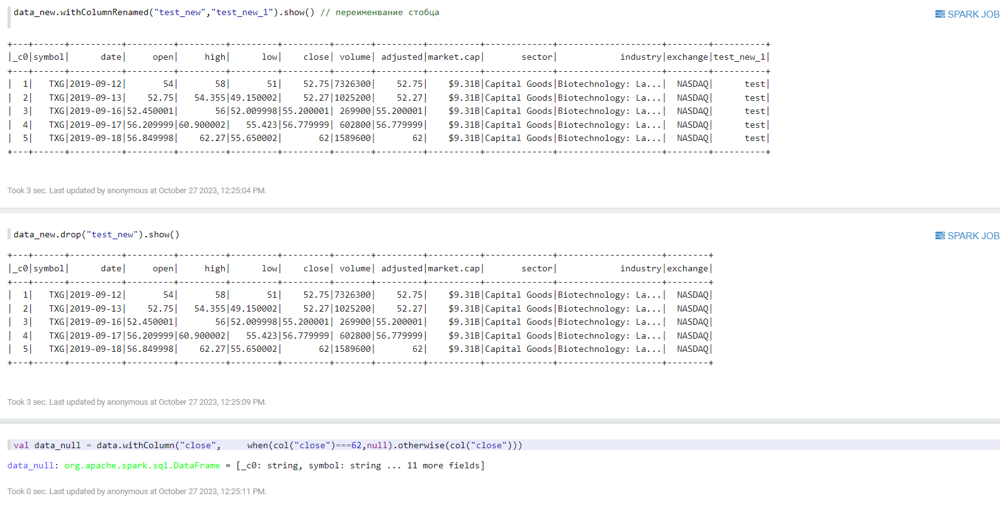 data_new.withColumnRenamed("test_new","test_new_1").show() // переименвание стобца
SPARK JOB
+---+------+----------+---------+---------+---------+---------+-------+---------+----------+-------------+--------------------+--------+----------+
|_c0|symbol|      date|     open|     high|      low|    close| volume| adjusted|market.cap|       sector|            industry|exchange|test_new_1|
+---+------+----------+---------+---------+---------+---------+-------+---------+----------+-------------+--------------------+--------+----------+
|  1|   TXG|2019-09-12|       54|       58|       51|    52.75|7326300|    52.75|    $9.31B|Capital Goods|Biotechnology: La...|  NASDAQ|      test|
|  2|   TXG|2019-09-13|    52.75|   54.355|49.150002|    52.27|1025200|    52.27|    $9.31B|Capital Goods|Biotechnology: La...|  NASDAQ|      test|
|  3|   TXG|2019-09-16|52.450001|       56|52.009998|55.200001| 269900|55.200001|    $9.31B|Capital Goods|Biotechnology: La...|  NASDAQ|      test|
|  4|   TXG|2019-09-17|56.209999|60.900002|   55.423|56.779999| 602800|56.779999|    $9.31B|Capital Goods|Biotechnology: La...|  NASDAQ|      test|
|  5|   TXG|2019-09-18|56.849998|    62.27|55.650002|       62|1589600|       62|    $9.31B|Capital Goods|Biotechnology: La...|  NASDAQ|      test|
+---+------+----------+---------+---------+---------+---------+-------+---------+----------+-------------+--------------------+--------+----------+
Took 3 sec. Last updated by anonymous at October 27 2023, 12:25:04 PM.
data_new.drop("test_new").show()
SPARK JOB
+---+------+----------+---------+---------+---------+---------+-------+---------+----------+-------------+--------------------+--------+
|_c0|symbol|      date|     open|     high|      low|    close| volume| adjusted|market.cap|       sector|            industry|exchange|
+---+------+----------+---------+---------+---------+---------+-------+---------+----------+-------------+--------------------+--------+
|  1|   TXG|2019-09-12|       54|       58|       51|    52.75|7326300|    52.75|    $9.31B|Capital Goods|Biotechnology: La...|  NASDAQ|
|  2|   TXG|2019-09-13|    52.75|   54.355|49.150002|    52.27|1025200|    52.27|    $9.31B|Capital Goods|Biotechnology: La...|  NASDAQ|
|  3|   TXG|2019-09-16|52.450001|       56|52.009998|55.200001| 269900|55.200001|    $9.31B|Capital Goods|Biotechnology: La...|  NASDAQ|
|  4|   TXG|2019-09-17|56.209999|60.900002|   55.423|56.779999| 602800|56.779999|    $9.31B|Capital Goods|Biotechnology: La...|  NASDAQ|
|  5|   TXG|2019-09-18|56.849998|    62.27|55.650002|       62|1589600|       62|    $9.31B|Capital Goods|Biotechnology: La...|  NASDAQ|
+---+------+----------+---------+---------+---------+---------+-------+---------+----------+-------------+--------------------+--------+
Took 3 sec. Last updated by anonymous at October 27 2023, 12:25:09 PM.
val data_null = data.withColumn("close",     when(col("close")===62,null).otherwise(col("close")))
data_null: org.apache.spark.sql.DataFrame = [_c0: string, symbol: string ... 11 more fields]
Took 0 sec. Last updated by anonymous at October 27 2023, 12:25:11 PM.